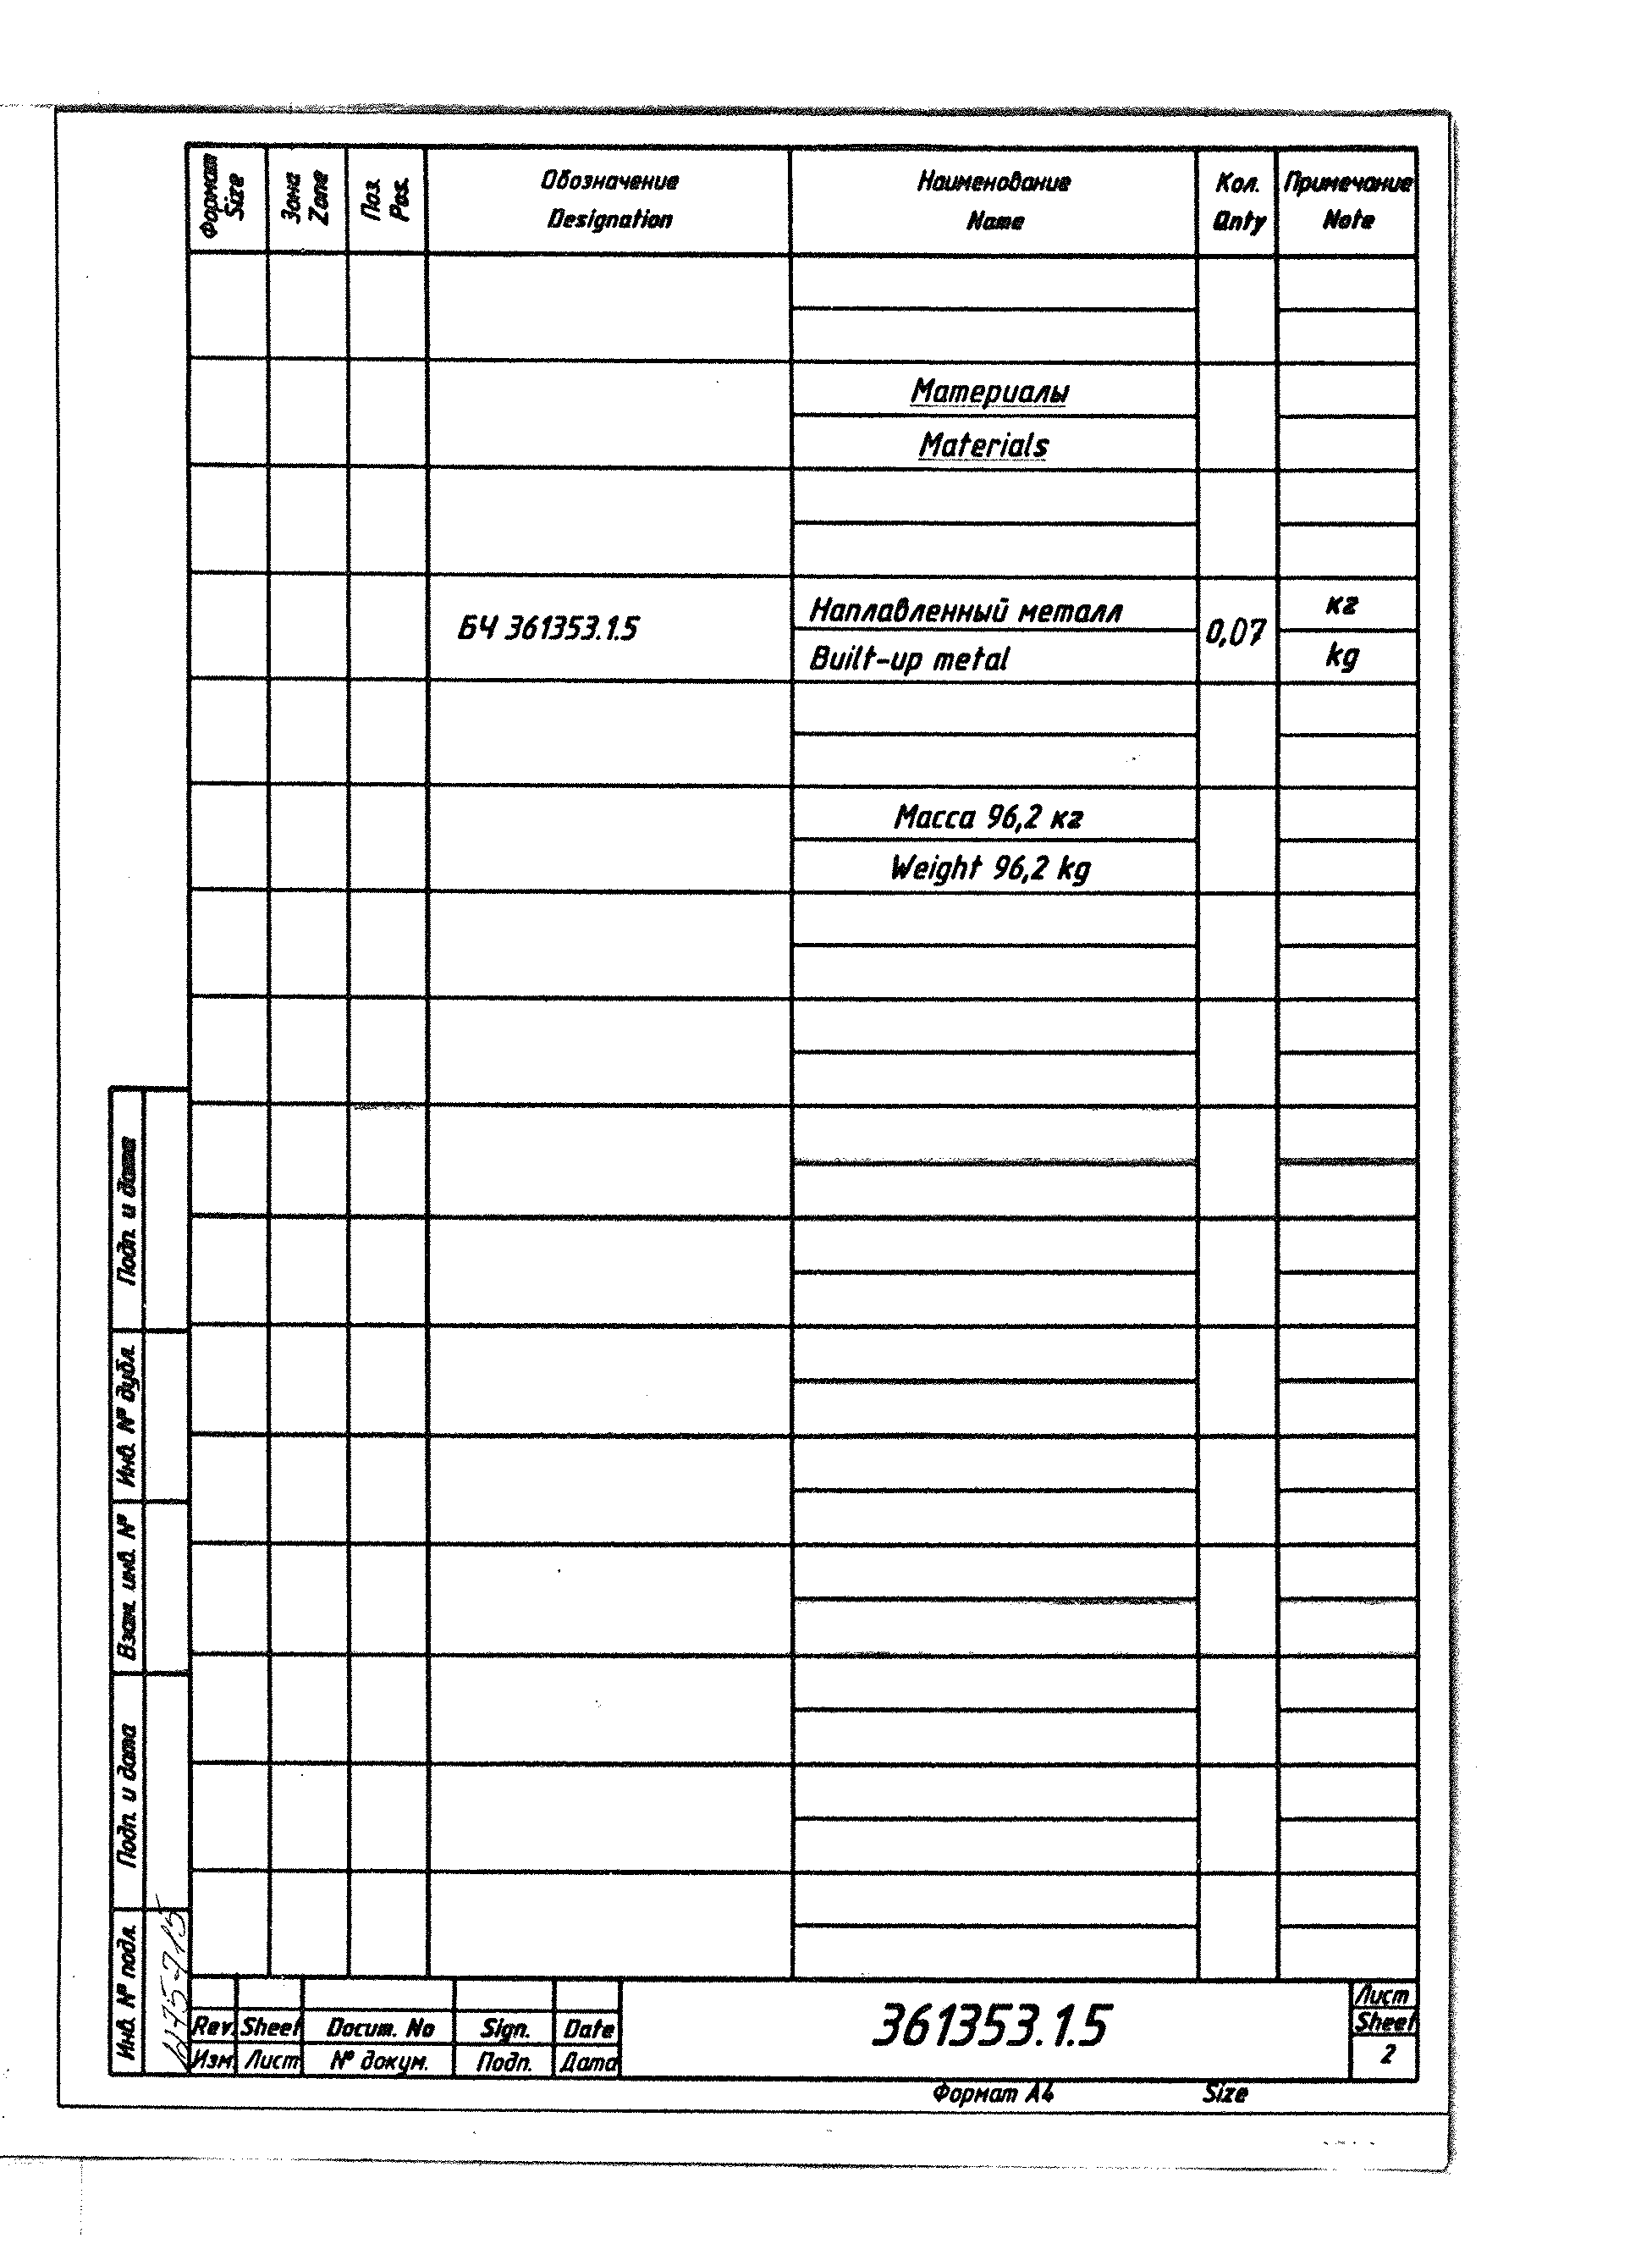 Формат
Size
Зона
Zone
Поз.
Pos.
Обозначение
Designation
Наименование
Name
Кол.
Qnty
Примечание
Note
Материалы
Materials
БЧ 361353.1.5
Наплавленный металл
Built-up metal
0,07
кг
kg
Масса 96,2 кг
Weight 96,2 kg
Подп. и дата
Инв. № дубл.
Взам. инв. №
Подп. и дата
Инв. № подл.
Rev. Sheet Docum. No Sign. Date
Изм. Лист № докум. Подп. Дата
361353.1.5
Лист
Sheet
2
Формат А4 Size